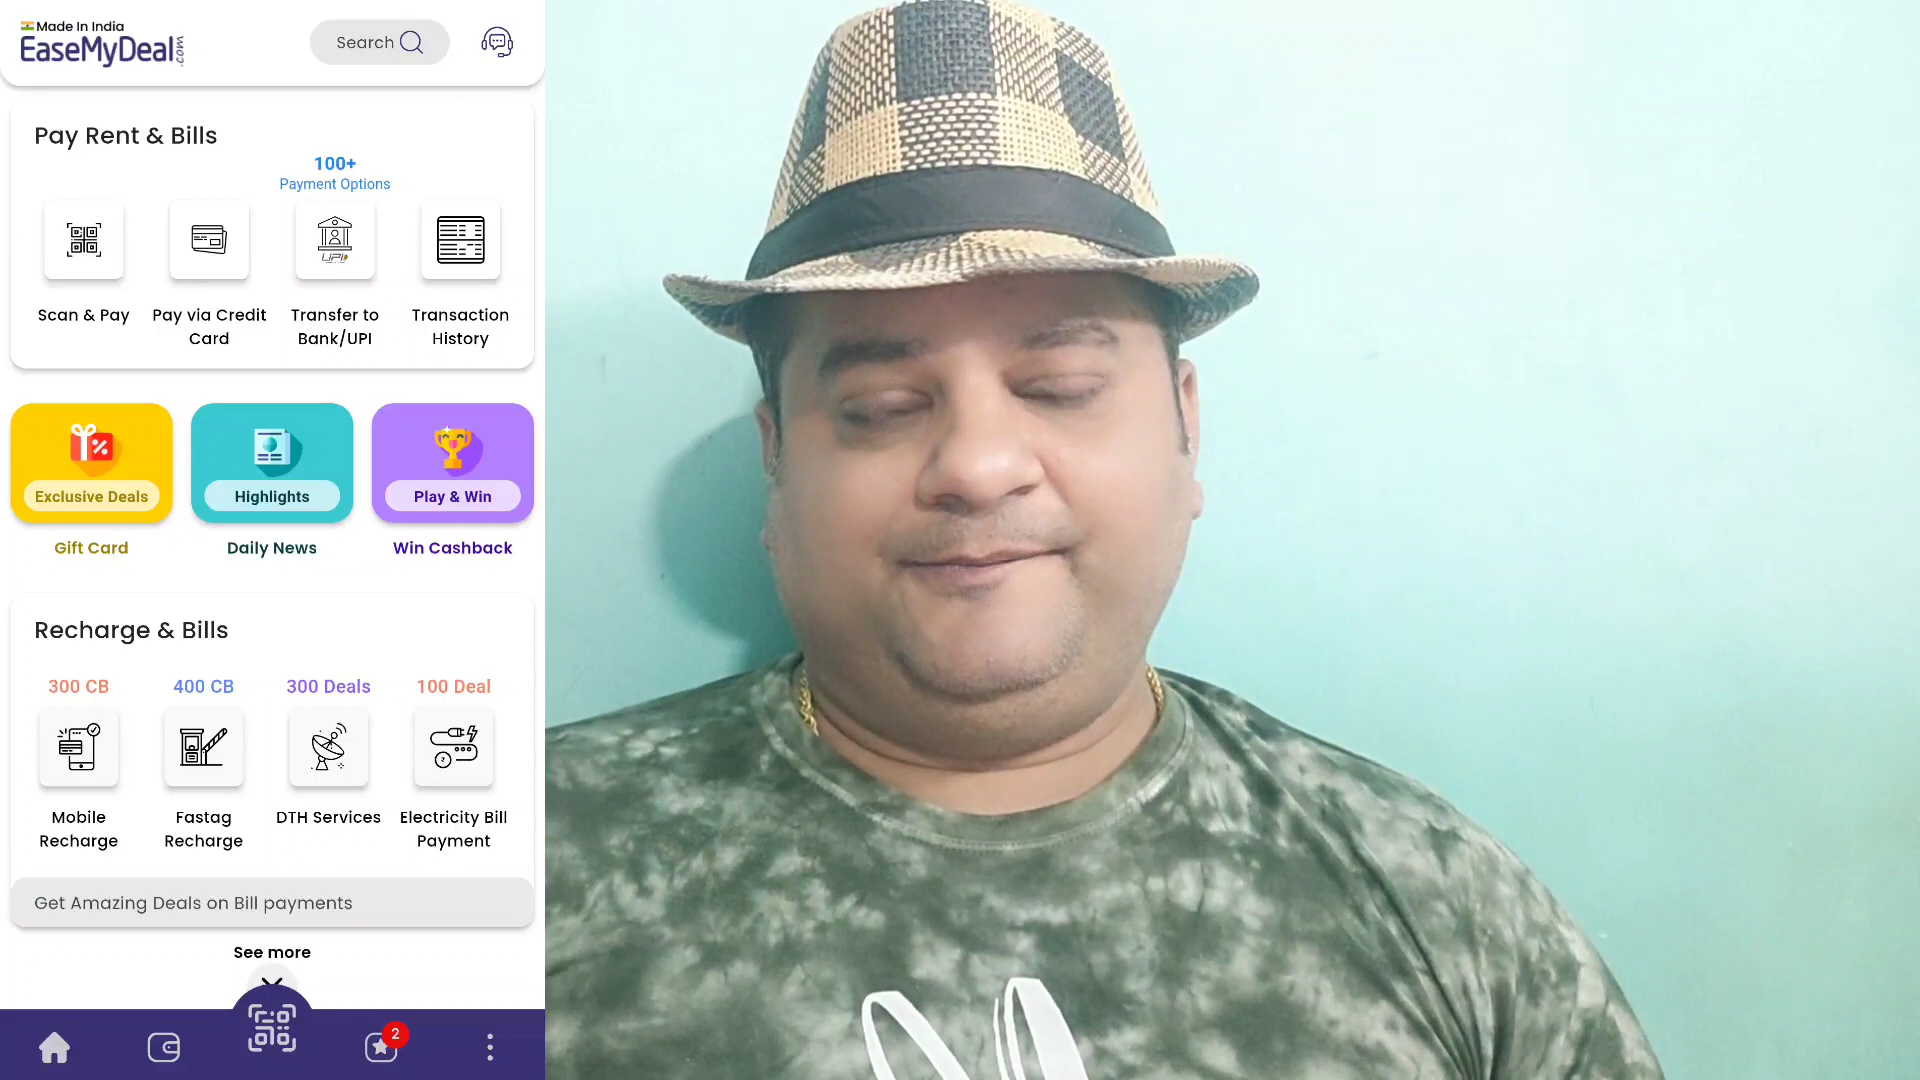 Made In India
EaseMyDeal.com
Search
Pay Rent & Bills
100+
Payment Options
UPI
Scan & Pay
Pay via Credit
Card
Transfer to
Bank/UPI
Transaction
History
Exclusive Deals
Highlights
Play & Win
Gift Card
Daily News
Win Cashback
Recharge & Bills
300 CB
400 CB
300 Deals
100 Deal
Mobile
Recharge
Fastag
Recharge
DTH Services
Electricity Bill
Payment
Get Amazing Deals on Bill payments
See more
2